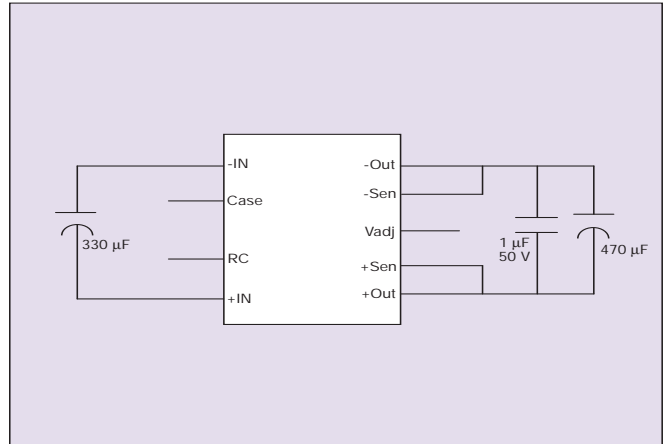 -IN
Case
RC
+IN
-Out
-Sen
Vadj
+Sen
+Out
330 µF
1 µF
50 V
470 µF